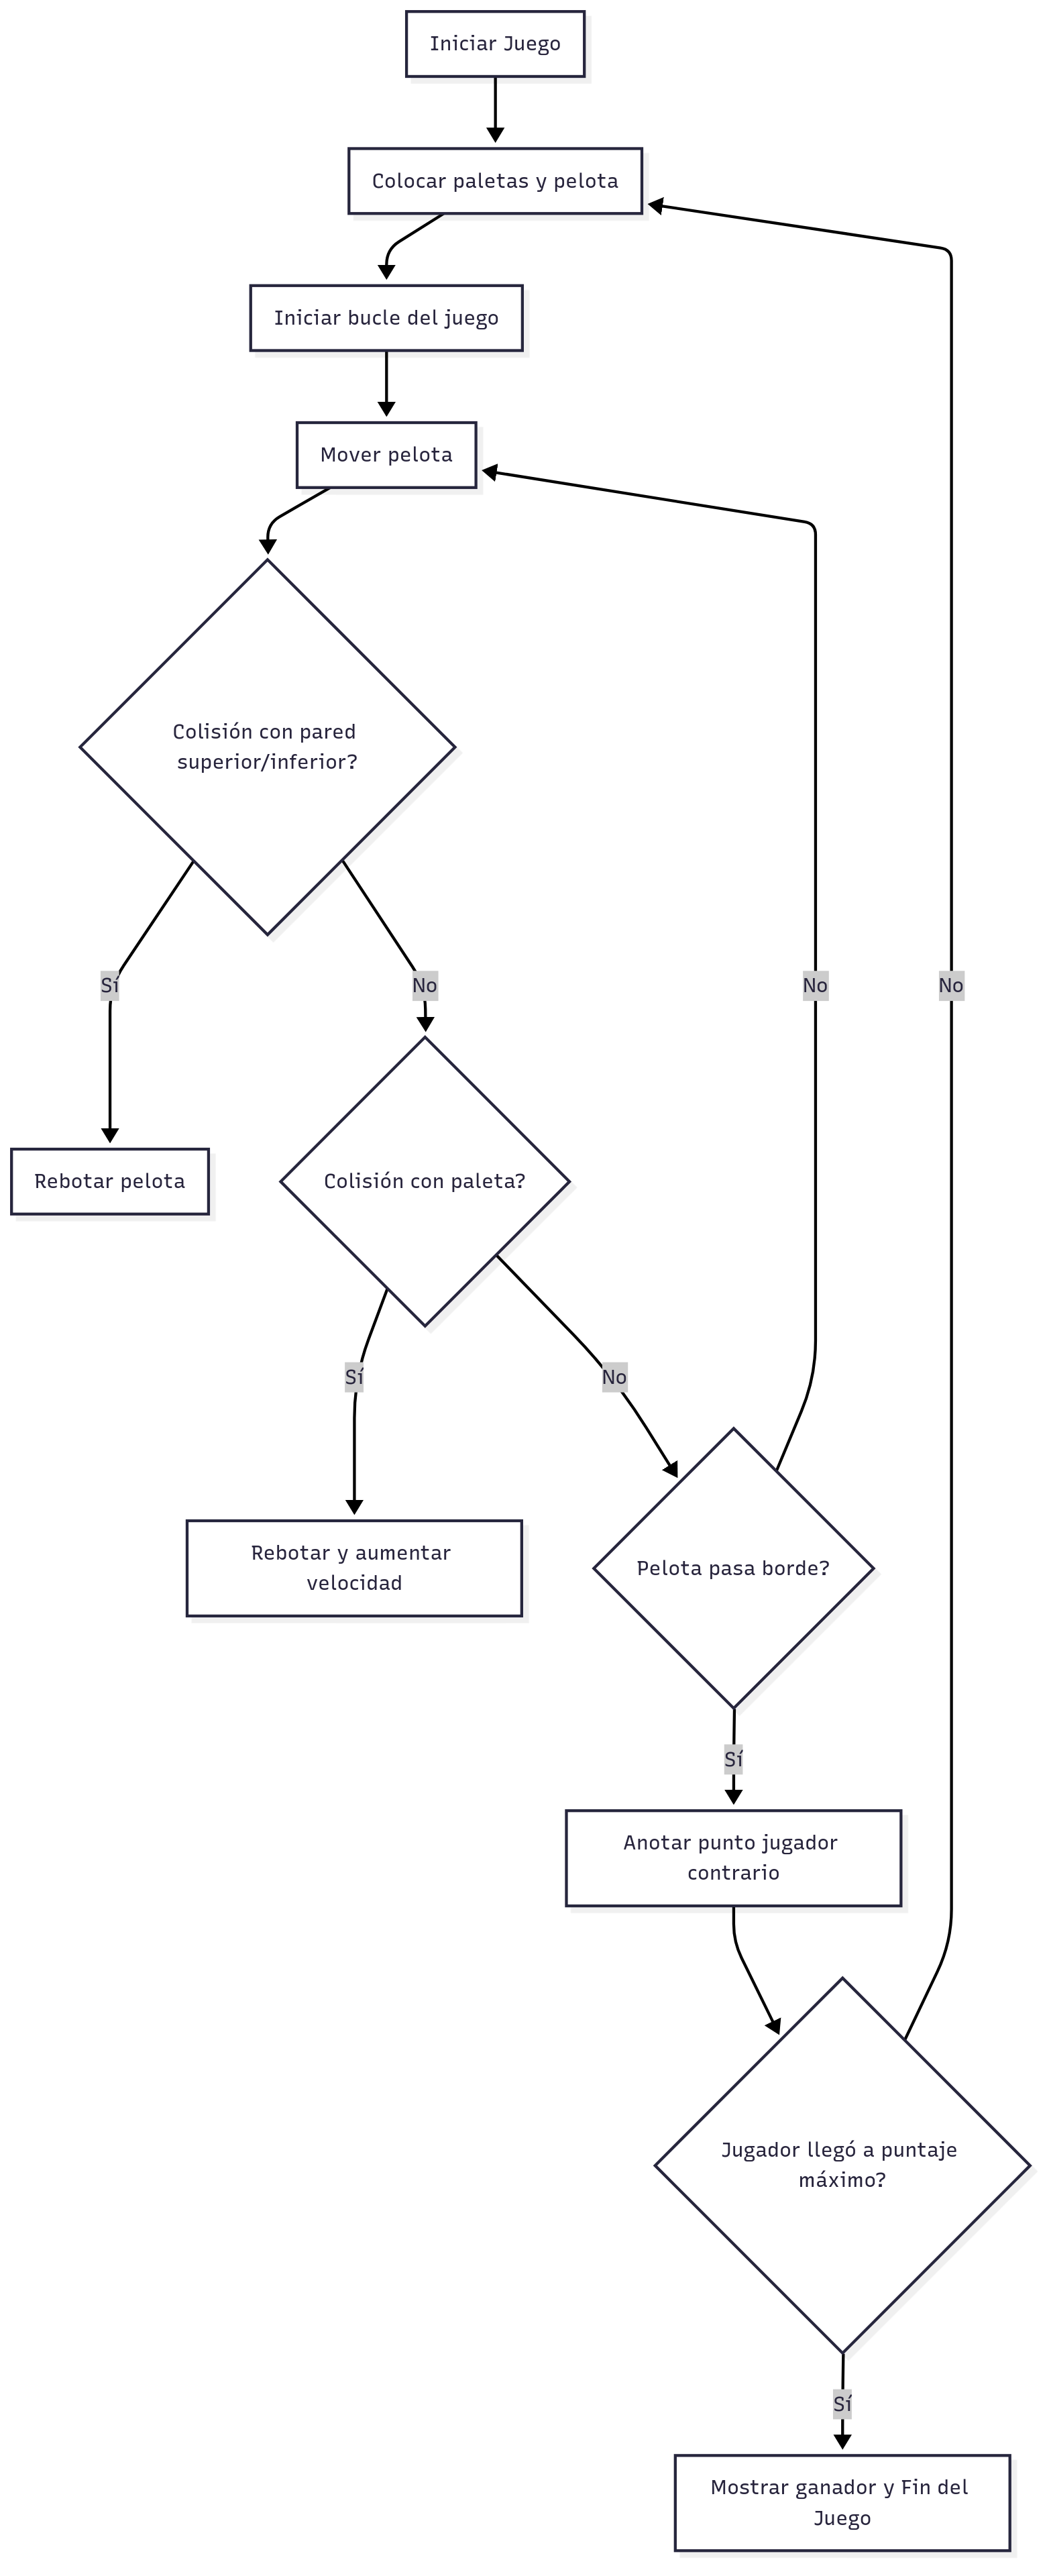 Iniciar Juego
Colocar paletas y pelota
Iniciar bucle del juego
Mover pelota
Colisión con pared
superior/inferior?
Sí
No
No
No
Colisión con paleta?
Rebotar pelota
Sí
No
Rebotar y aumentar
velocidad
Pelota pasa borde?
Sí
Anotar punto jugador
contrario
Jugador llegó a puntaje
máximo?
Sí
Mostrar ganador y Fin del
Juego